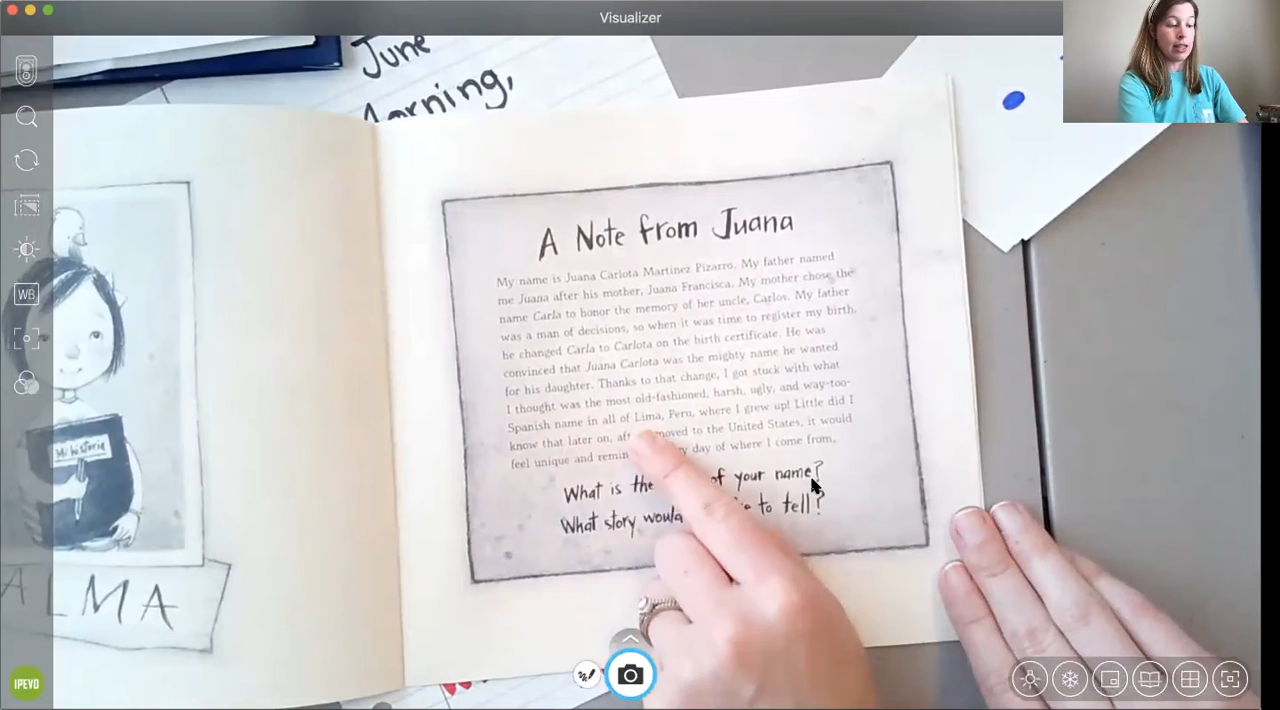 Visualizer
June
Morning,
A Note from Juana
My name is Juana Carlota Martinez Pizarro. My father named
me Juana after his mother, Juana Francisca. My mother chose the
name Carla to honor the memory of her uncle, Carlos. My father
was a man of decisions, so when it was time to register my birth,
he changed Carla to Carlota on the birth certificate. He was
convinced that Juana Carlota was the mighty name he wanted
for his daughter. Thanks to that change, I got stuck with what
I thought was the most old-fashioned, harsh, ugly, and way-too-
Spanish name in all of Lima, Peru, where I grew up! Little did I
know that later on, moved to the United States, it would
feel unique and day of where I come from.
What is the of your name?
What story to tell?
Mi historia
ALMA
WB
IPEVO